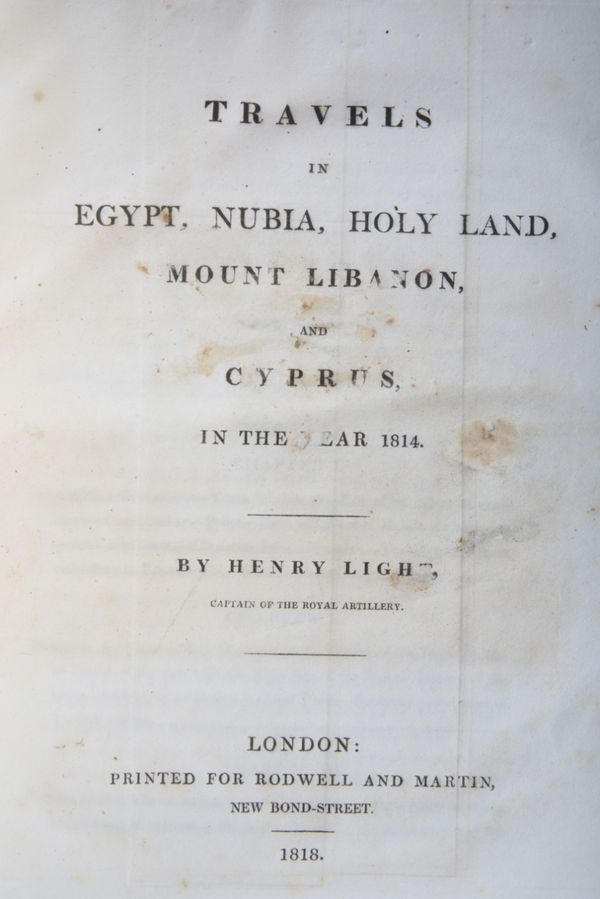 TRAVELS
IN
EGYPT, NUBIA, HOLY LAND,
MOUNT LIBANON,
AND
CYPRUS,
IN THE YEAR 1814.
BY HENRY LIGHT,
CAPTAIN OF THE ROYAL ARTILLERY.
LONDON:
PRINTED FOR RODWELL AND MARTIN,
NEW BOND-STREET.
1818.